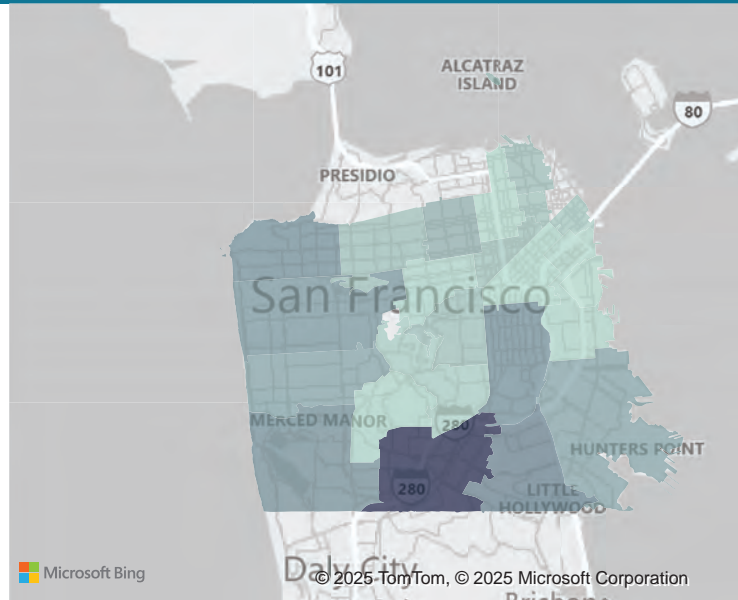 101
ALCATRAZ
ISLAND
80
PRESIDIO
San Francisco
MERCED MANOR
280
HUNTERS POINT
280
LITTLE
HOLLYWOOD
Daly City
Microsoft Bing
© 2025 TomTom, © 2025 Microsoft Corporation